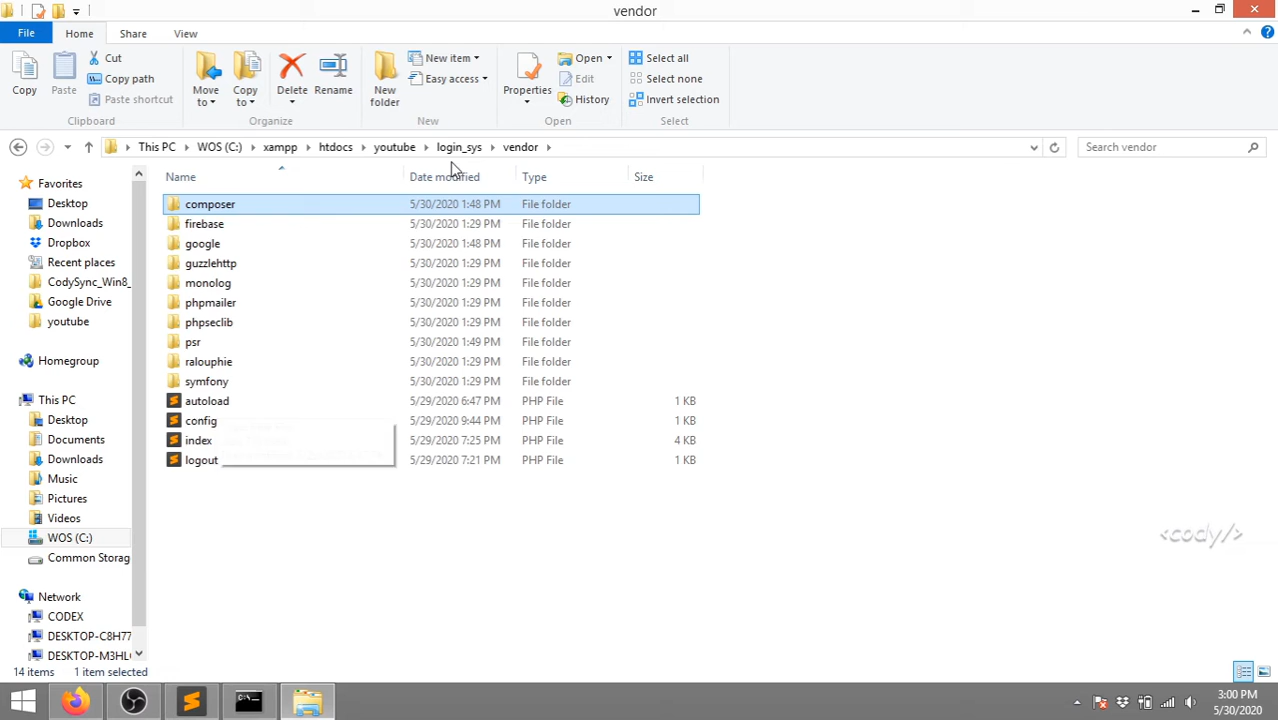 vendor
File Home Share View
Copy
Paste
Cut
Copy path
Paste shortcut
Clipboard
Move to
Copy to
Delete
Rename
Organize
New folder
New item
Easy access
New
Properties
Open
Edit
History
Open
Select all
Select none
Invert selection
Select
This PC WOS (C:) xampp htdocs youtube login_sys vendor
Search vendor
Favorites
Desktop
Downloads
Dropbox
Recent places
CodySync_Win8_
Google Drive
youtube
Homegroup
This PC
Desktop
Documents
Downloads
Music
Pictures
Videos
WOS (C:)
Common Storag
Network
CODEX
DESKTOP-C8H77
DESKTOP-M3HL
Name Date modified Type Size
composer 5/30/2020 1:48 PM File folder
firebase 5/30/2020 1:29 PM File folder
google 5/30/2020 1:48 PM File folder
guzzlehttp 5/30/2020 1:29 PM File folder
monolog 5/30/2020 1:29 PM File folder
phpmailer 5/30/2020 1:29 PM File folder
phpseclib 5/30/2020 1:29 PM File folder
psr 5/30/2020 1:49 PM File folder
ralouphie 5/30/2020 1:29 PM File folder
symfony 5/30/2020 1:29 PM File folder
autoload 5/29/2020 6:47 PM PHP File 1 KB
config 5/29/2020 9:44 PM PHP File 1 KB
index 5/29/2020 7:25 PM PHP File 4 KB
logout 5/29/2020 7:21 PM PHP File 1 KB
<cody/>
14 items 1 item selected
3:00 PM
5/30/2020